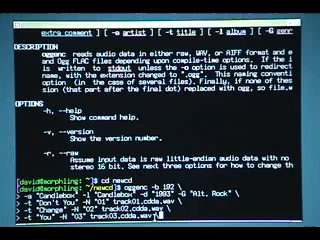 extra comment ] [ -a artist ] [ -t title ] [ -l album ] [ -G genr
DESCRIPTION
oggenc reads audio data in either raw, WAV, or AIFF format and e
and Ogg FLAC files depending upon compile-time options. If the i
is written to stdout unless the -o option is used to redirect
name, with the extension changed to ".ogg". This naming conventi
option (in the case of several files). Finally, if none of thes
sion (that part after the final dot) replaced with ogg, so file.w
OPTIONS
-h, --help
Show command help.
-v, --version
Show the version number.
-r, --raw
Assume input data is raw little-endian audio data with no
stereo 16 bit. See next three options for how to change th
[david@morphling:~]$ cd newcd
[david@morphling:~/newcd]$ oggenc -b 192 \
> -a "Candlebox" -l "Candlebox" -d "1993" -G "Alt. Rock" \
> -t "Don't You" -N "01" track01.cdda.wav \
> -t "Change" -N "02" track02.cdda.wav \
> -t "You" -N "03" track03.cdda.wav\